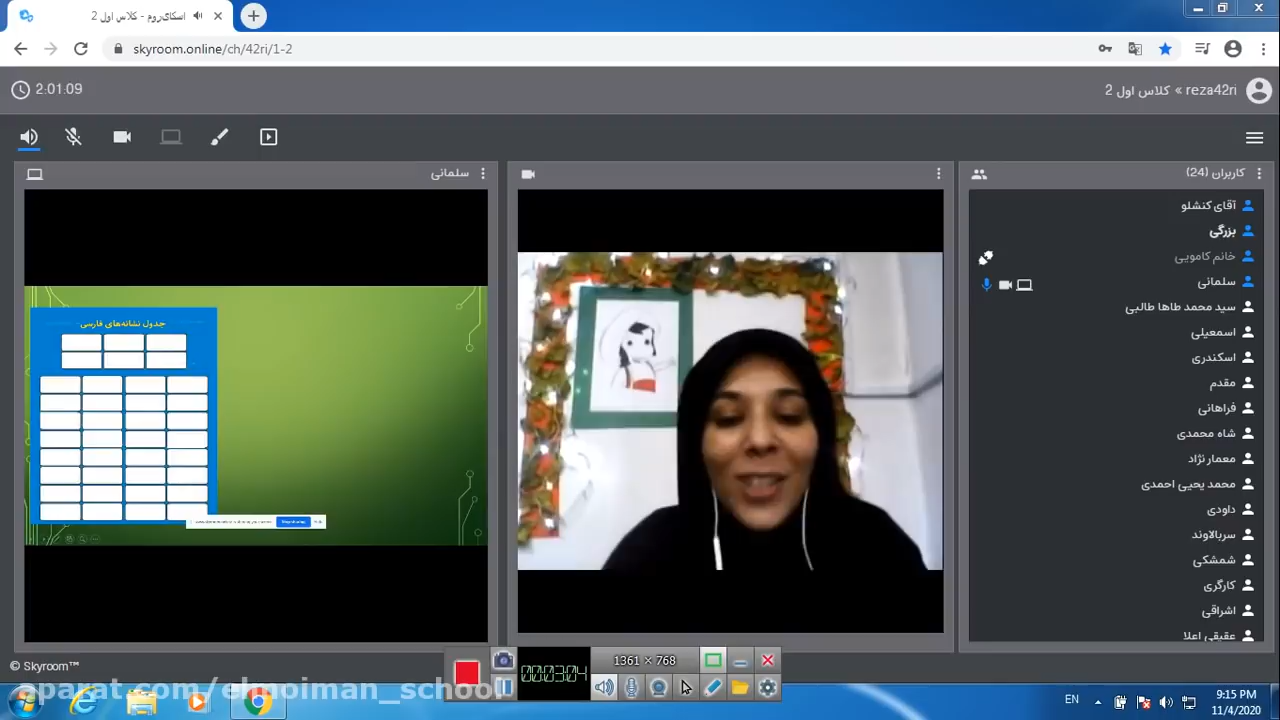 اسکای‌روم - کلاس اول 2
skyroom.online/ch/42ri/1-2
2:01:09
reza42ri » کلاس اول 2
سلمانی
کاربران (24)
آقای کنشلو
بزرگی
خانم کامویی
سلمانی
سید محمد طاها طالبی
اسمعیلی
اسکندری
مقدم
فراهانی
شاه محمدی
معمار نژاد
محمد یحیی احمدی
داودی
سربالاوند
شمشکی
کارگری
اشراقی
عقیقی اعلا
جدول نشانه‌های فارسی
© Skyroom™
1361 × 768
00:03:04
aparat.com/elmoiman_school
EN
9:15 PM
11/4/2020